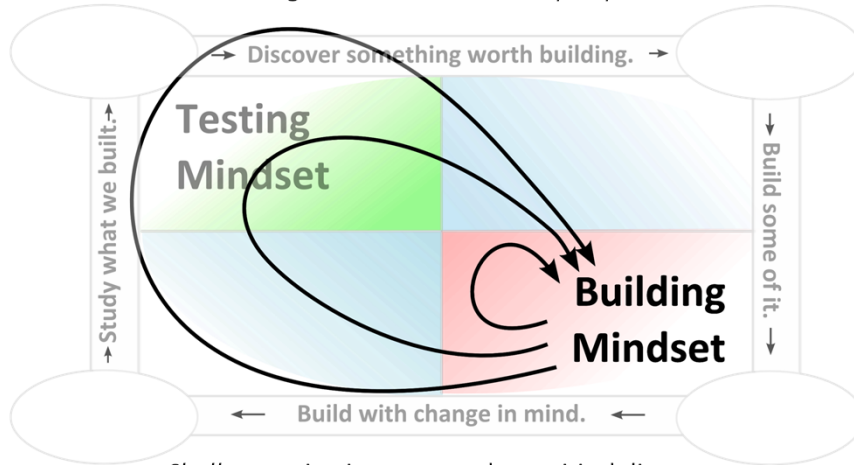 Discover something worth building.
Testing
Mindset
Study what we built.
Build some of it.
Building
Mindset
Build with change in mind.